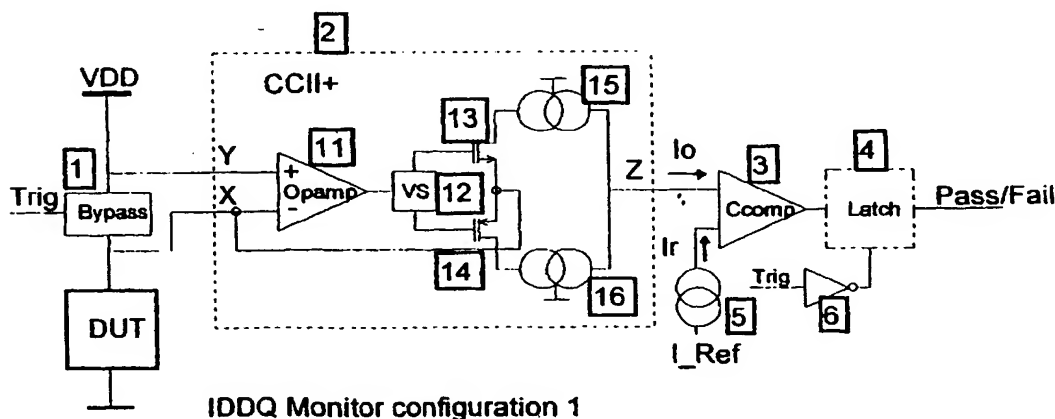 2
VDD
CCII+
15
13
1
Y
11
Io
3
4
Trig
Bypass
X
+
Opamp
-
VS
12
Z
Ccomp
Latch
Pass/Fail
14
Ir
16
Trig
DUT
5
6
I_Ref
IDDQ Monitor configuration 1